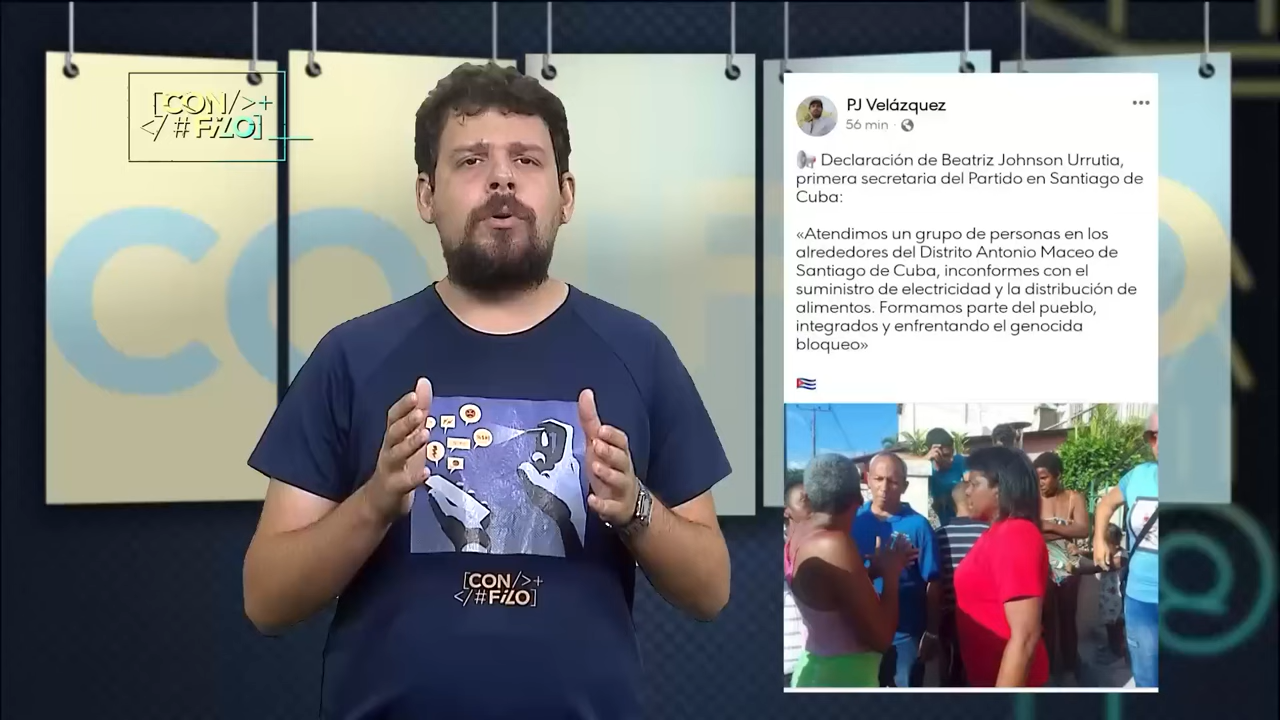 [CON/>+
</#FiLO]
PJ Velázquez
56 min
Declaración de Beatriz Johnson Urrutia,
primera secretaria del Partido en Santiago de
Cuba:
«Atendimos un grupo de personas en los
alrededores del Distrito Antonio Maceo de
Santiago de Cuba, inconformes con el
suministro de electricidad y la distribución de
alimentos. Formamos parte del pueblo,
integrados y enfrentando el genocida
bloqueo»
[CON/>+
</#FiLO]